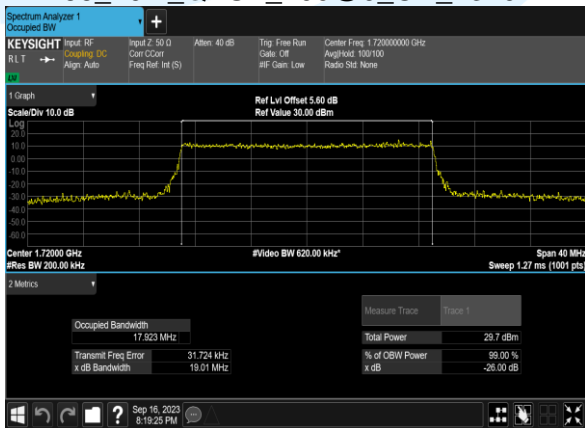 Spectrum Analyzer 1
Occupied BW
+
KEYSIGHT
RLT
Input: RF
Coupling: DC
Align: Auto
Input Z: 50 Ω
Corr CCorr
Freq Ref: Int (S)
Atten: 40 dB
Trig: Free Run
Gate: Off
#IF Gain: Low
Center Freq: 1.720000000 GHz
Avg|Hold: 100/100
Radio Std: None
1 Graph
Scale/Div 10.0 dB
Ref Lvl Offset 5.60 dB
Ref Value 30.00 dBm
Log
20.0
10.0
0.00
-10.0
-20.0
-30.0
-40.0
-50.0
-60.0
Center 1.72000 GHz
#Res BW 200.00 kHz
#Video BW 620.00 kHz*
Span 40 MHz
Sweep 1.27 ms (1001 pts)
2 Metrics
Measure Trace
Trace 1
Occupied Bandwidth
17.923 MHz
Total Power
29.7 dBm
Transmit Freq Error
31.724 kHz
% of OBW Power
99.00 %
x dB Bandwidth
19.01 MHz
x dB
-26.00 dB
?
Sep 16, 2023
8:19:25 PM